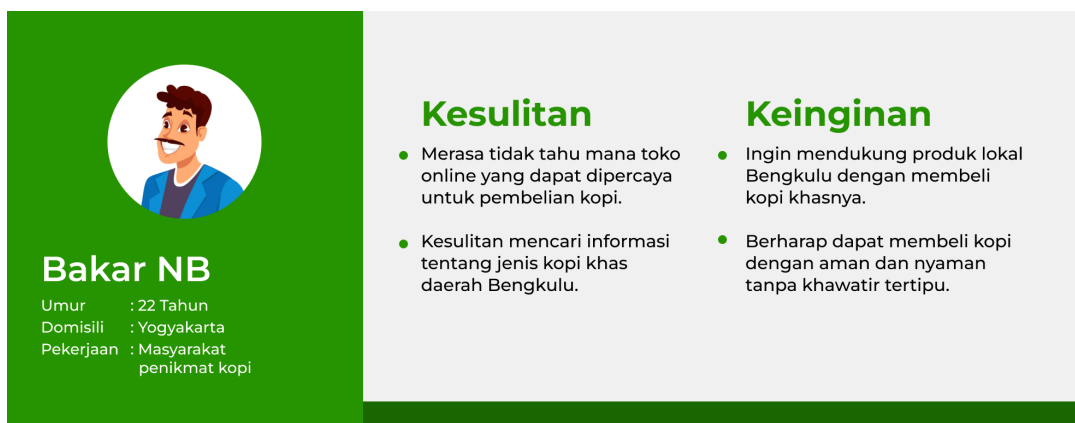 Bakar NB
Umur : 22 Tahun
Domisili : Yogyakarta
Pekerjaan : Masyarakat
penikmat kopi
Kesulitan
Merasa tidak tahu mana toko
online yang dapat dipercaya
untuk pembelian kopi.
Kesulitan mencari informasi
tentang jenis kopi khas
daerah Bengkulu.
Keinginan
Ingin mendukung produk lokal
Bengkulu dengan membeli
kopi khasnya.
Berharap dapat membeli kopi
dengan aman dan nyaman
tanpa khawatir tertipu.